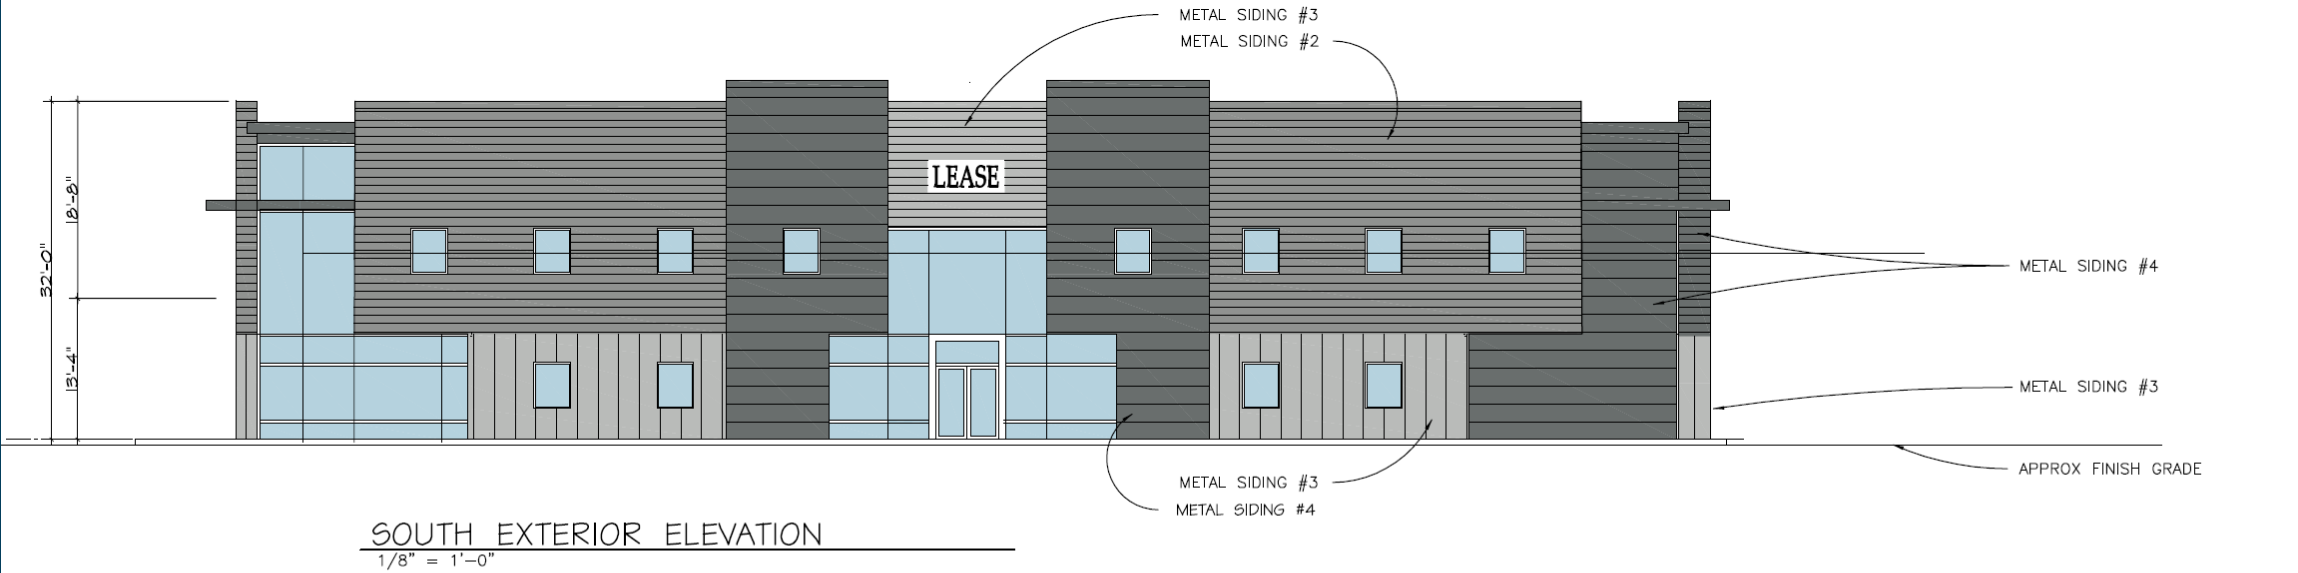 METAL SIDING #3
METAL SIDING #2
LEASE
18'-8"
32'-0"
13'-4"
METAL SIDING #4
METAL SIDING #3
APPROX FINISH GRADE
METAL SIDING #3
METAL SIDING #4
SOUTH EXTERIOR ELEVATION
1/8" = 1'-0"